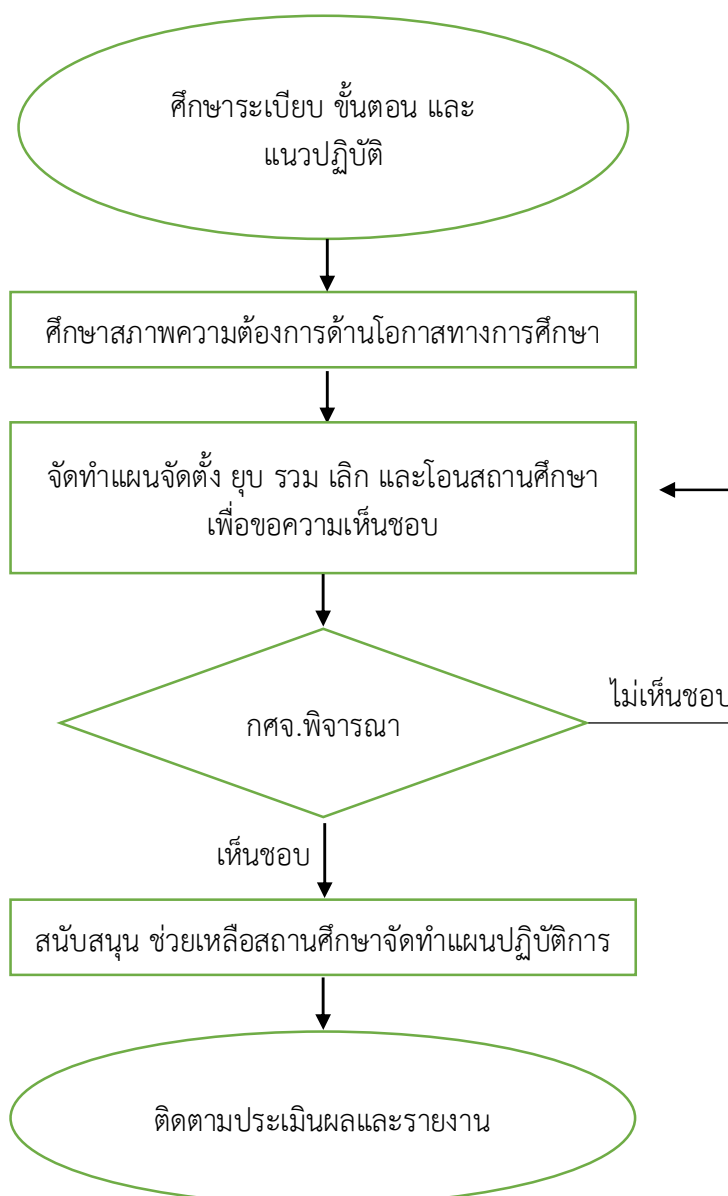 ศึกษาระเบียบ ขั้นตอน และ
แนวปฏิบัติ
ศึกษาสภาพความต้องการด้านโอกาสทางการศึกษา
จัดทำแผนจัดตั้ง ยุบ รวม เลิก และโอนสถานศึกษา
เพื่อขอความเห็นชอบ
กศจ.พิจารณา
ไม่เห็นชอบ
เห็นชอบ
สนับสนุน ช่วยเหลือสถานศึกษาจัดทำแผนปฏิบัติการ
ติดตามประเมินผลและรายงาน